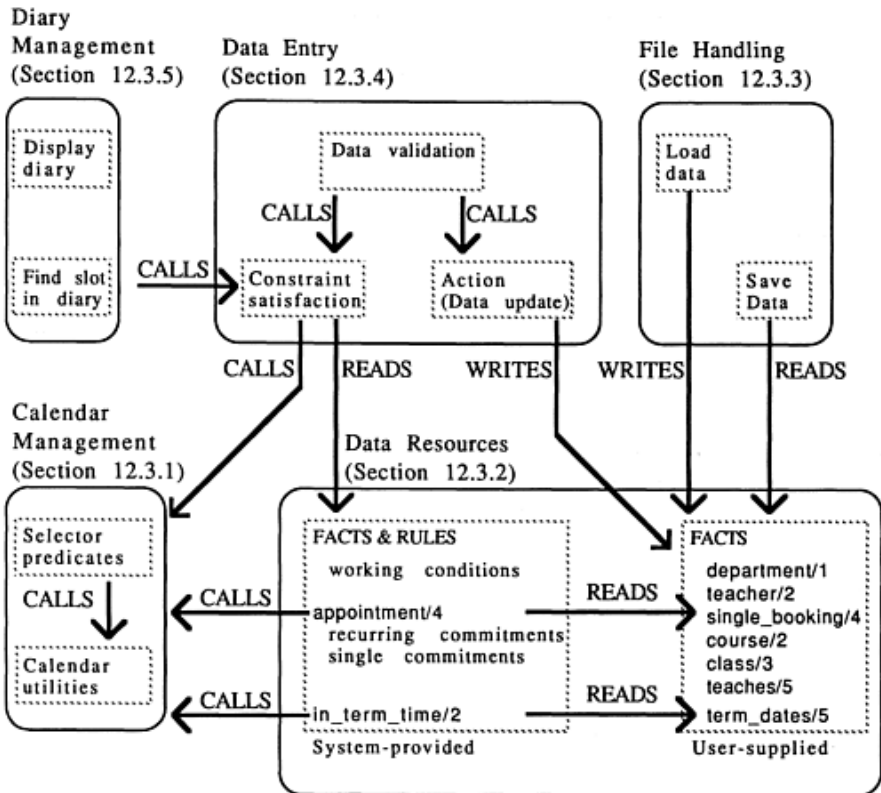 Diary
Management
(Section 12.3.5)
Data Entry
(Section 12.3.4)
File Handling
(Section 12.3.3)
Display
diary
Find slot
in diary
CALLS
Data validation
CALLS
CALLS
Constraint
satisfaction
Action
(Data update)
Load
data
Save
Data
CALLS
READS
WRITES
WRITES
READS
Calendar
Management
(Section 12.3.1)
Data Resources
(Section 12.3.2)
Selector
predicates
CALLS
Calendar
utilities
CALLS
CALLS
FACTS & RULES
working conditions
appointment/4
recurring commitments
single commitments
in_term_time/2
System-provided
READS
READS
FACTS
department/1
teacher/2
single_booking/4
course/2
class/3
teaches/5
term_dates/5
User-supplied